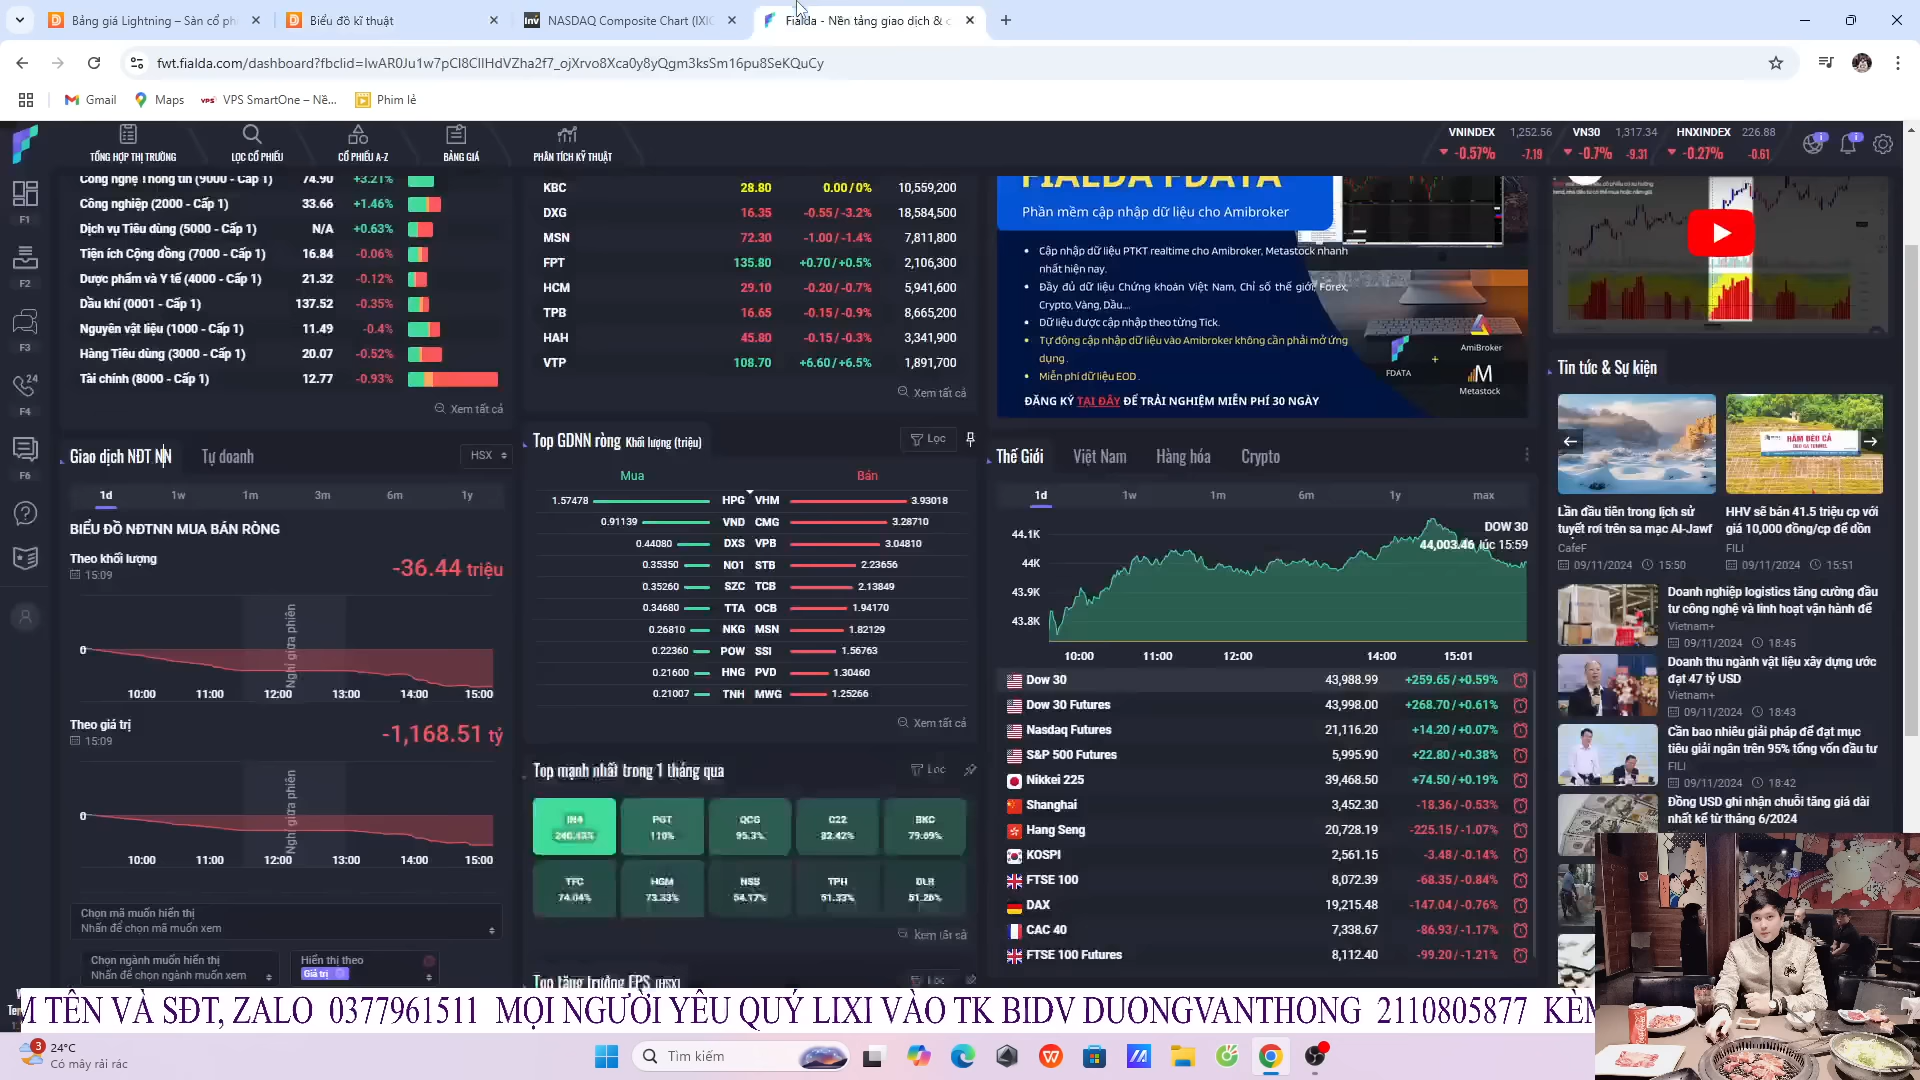 Bảng giá Lightning – Sàn cổ ph
Biểu đồ kĩ thuật
NASDAQ Composite Chart (IXIC
Fialda - Nền tảng giao dịch & c
fwt.fialda.com/dashboard?fbclid=IwAR0Ju1w7pCl8CIlHdVZha2f7_ojXrvo8Xca0y8yQgm3ksSm16pu8SeKQuCy
Gmail
Maps
VPS SmartOne – Nề...
Phim lẻ
TỔNG HỢP THỊ TRƯỜNG
LỌC CỔ PHIẾU
CỔ PHIẾU A-Z
BẢNG GIÁ
PHÂN TÍCH KỸ THUẬT
VNINDEX 1,252.56
-0.57% -7.19
VN30 1,317.34
-0.7% -9.31
HNXINDEX 226.88
-0.27% -0.61
F1
F2
F3
24
F4
F6
Công nghệ Thông tin (9000 - Cấp 1) 74.90 +3.21%
Công nghiệp (2000 - Cấp 1) 33.66 +1.46%
Dịch vụ Tiêu dùng (5000 - Cấp 1) N/A +0.63%
Tiện ích Cộng đồng (7000 - Cấp 1) 16.84 -0.06%
Dược phẩm và Y tế (4000 - Cấp 1) 21.32 -0.12%
Dầu khí (0001 - Cấp 1) 137.52 -0.35%
Nguyên vật liệu (1000 - Cấp 1) 11.49 -0.4%
Hàng Tiêu dùng (3000 - Cấp 1) 20.07 -0.52%
Tài chính (8000 - Cấp 1) 12.77 -0.93%
Xem tất cả
Giao dịch NĐT NN
Tự doanh
HSX
1d 1w 1m 3m 6m 1y
BIỂU ĐỒ NĐTNN MUA BÁN RÒNG
Theo khối lượng
15:09
-36.44 triệu
0
Nghỉ giữa phiên
10:00 11:00 12:00 13:00 14:00 15:00
Theo giá trị
15:09
-1,168.51 tỷ
0
Nghỉ giữa phiên
10:00 11:00 12:00 13:00 14:00 15:00
Chọn mã muốn hiển thị
Nhấn để chọn mã muốn xem
Chọn ngành muốn hiển thị
Nhấn để chọn ngành muốn xem
Hiển thị theo
Giá trị
KBC 28.80 0.00 / 0% 10,559,200
DXG 16.35 -0.55 / -3.2% 18,584,500
MSN 72.30 -1.00 / -1.4% 7,811,800
FPT 135.80 +0.70 / +0.5% 2,106,300
HCM 29.10 -0.20 / -0.7% 5,941,600
TPB 16.65 -0.15 / -0.9% 8,665,200
HAH 45.80 -0.15 / -0.3% 3,341,900
VTP 108.70 +6.60 / +6.5% 1,891,700
Xem tất cả
Top GDNN ròng Khối lượng (triệu)
Lọc
Mua Bán
1.57478 HPG VHM 3.93018
0.91139 VND CMG 3.28710
0.44080 DXS VPB 3.04810
0.35350 NO1 STB 2.23656
0.35260 SZC TCB 2.13849
0.34680 TTA OCB 1.94170
0.26810 NKG MSN 1.82129
0.22360 POW SSI 1.56763
0.21600 HNG PVD 1.30460
0.21007 TNH MWG 1.25266
Xem tất cả
Top mạnh nhất trong 1 tháng qua
Lọc
PGT QCG C22 BKC
110% 95.3% 82.42% 79.69%
TFC HGM NSS TPH DLR
74.04% 73.33% 54.17% 51.33% 51.26%
Xem tất cả
Top tăng trưởng EPS (HSX)
Lọc
FIALDA FDATA
Phần mềm cập nhập dữ liệu cho Amibroker
Cập nhập dữ liệu PTKT realtime cho Amibroker, Metastock nhanh
nhất hiện nay.
Đầy đủ dữ liệu Chứng khoán Việt Nam, Chỉ số thế giới, Forex,
Crypto, Vàng, Dầu....
Dữ liệu được cập nhập theo từng Tick.
Tự động cập nhập dữ liệu vào Amibroker không cần phải mở ứng
dụng .
Miễn phí dữ liệu EOD .
ĐĂNG KÝ TẠI ĐÂY ĐỂ TRẢI NGHIỆM MIỄN PHÍ 30 NGÀY
FDATA
+
AmiBroker
Metastock
Thế Giới
Việt Nam
Hàng hóa
Crypto
1d 1w 1m 6m 1y max
DOW 30
44,003.46 lúc 15:59
44.1K
44K
43.9K
43.8K
10:00 11:00 12:00 14:00 15:01
Dow 30 43,988.99 +259.65 / +0.59%
Dow 30 Futures 43,998.00 +268.70 / +0.61%
Nasdaq Futures 21,116.20 +14.20 / +0.07%
S&P 500 Futures 5,995.90 +22.80 / +0.38%
Nikkei 225 39,468.50 +74.50 / +0.19%
Shanghai 3,452.30 -18.36 / -0.53%
Hang Seng 20,728.19 -225.15 / -1.07%
KOSPI 2,561.15 -3.48 / -0.14%
FTSE 100 8,072.39 -68.35 / -0.84%
DAX 19,215.48 -147.04 / -0.76%
CAC 40 7,338.67 -86.93 / -1.17%
FTSE 100 Futures 8,112.40 -99.20 / -1.21%
Tin tức & Sự kiện
HẦM ĐÈO CẢ
Lần đầu tiên trong lịch sử
tuyết rơi trên sa mạc Al-Jawf
CafeF
09/11/2024 15:50
HHV sẽ bán 41.5 triệu cp với
giá 10,000 đồng/cp để dồn
FILI
09/11/2024 15:51
Doanh nghiệp logistics tăng cường đầu
tư công nghệ và linh hoạt vận hành để
Vietnam+
09/11/2024 18:45
Doanh thu ngành vật liệu xây dựng ước
đạt 47 tỷ USD
Vietnam+
09/11/2024 18:43
Cần bao nhiêu giải pháp để đạt mục
tiêu giải ngân trên 95% tổng vốn đầu tư
FILI
09/11/2024 18:42
Đồng USD ghi nhận chuỗi tăng giá dài
nhất kể từ tháng 6/2024
M TÊN VÀ SĐT, ZALO 0377961511 MỌI NGƯỜI YÊU QUÝ LIXI VÀO TK BIDV DUONGVANTHONG 2110805877 KÈM
3
24°C
Có mây rải rác
Tìm kiếm